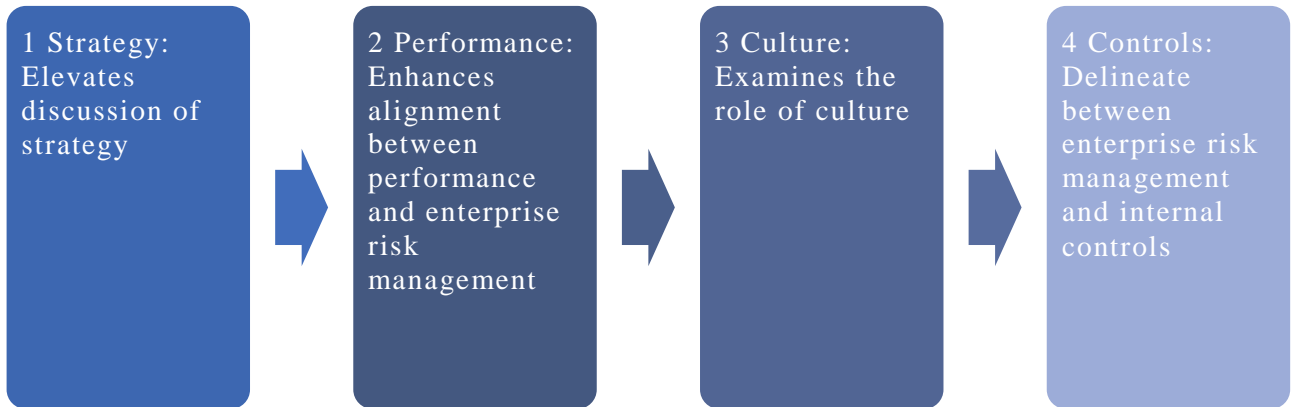 1 Strategy:
Elevates
discussion of
strategy
2 Performance:
Enhances
alignment
between
performance
and enterprise
risk
management
3 Culture:
Examines the
role of culture
4 Controls:
Delineate
between
enterprise risk
management
and internal
controls